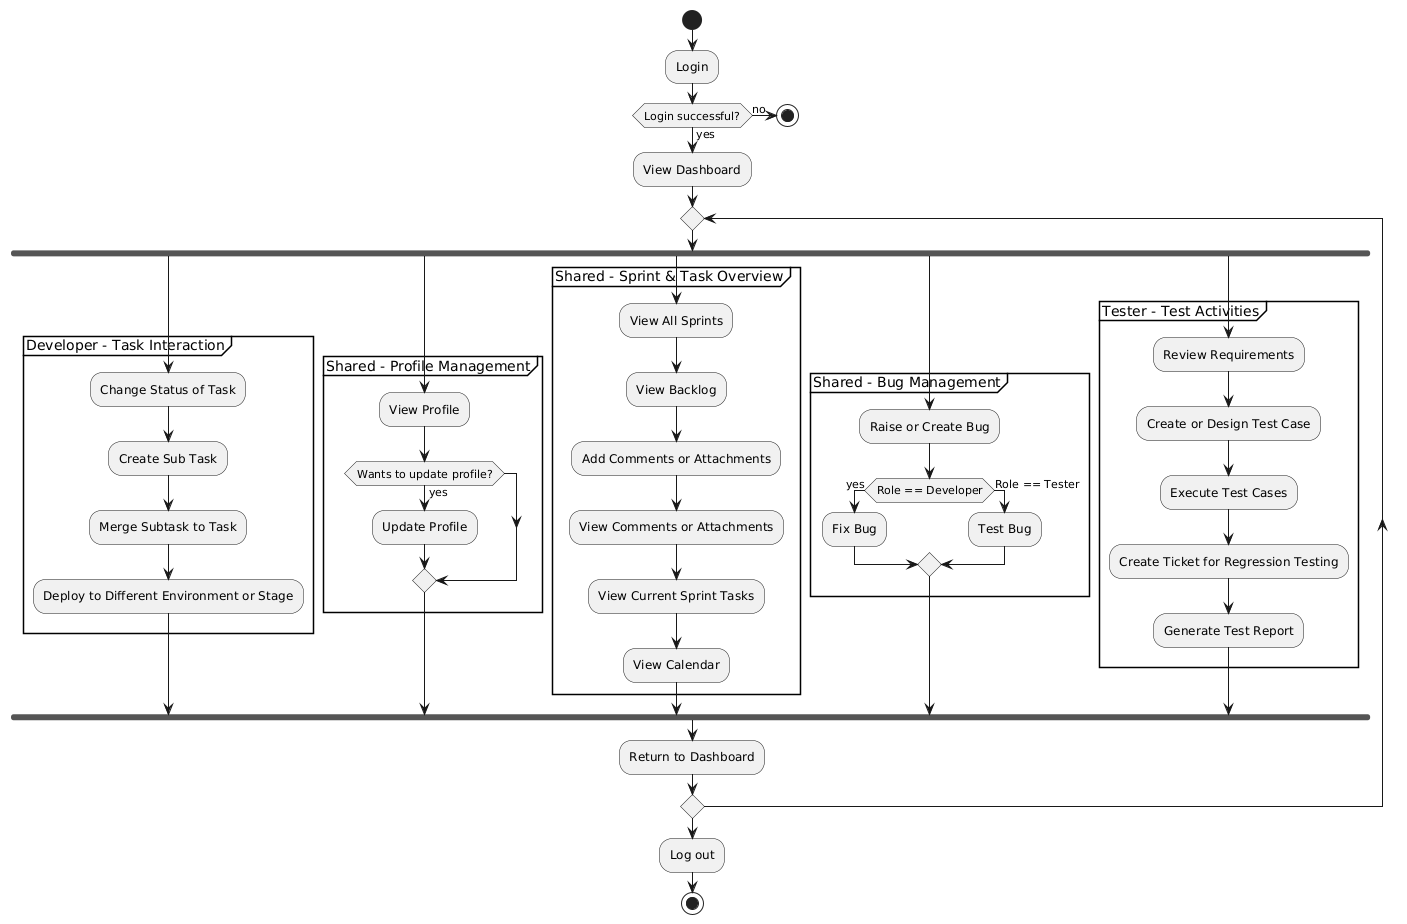 Login
Login successful?
no
yes
View Dashboard
Developer - Task Interaction
Change Status of Task
Create Sub Task
Merge Subtask to Task
Deploy to Different Environment or Stage
Shared - Profile Management
View Profile
Wants to update profile?
yes
Update Profile
Shared - Sprint & Task Overview
View All Sprints
View Backlog
Add Comments or Attachments
View Comments or Attachments
View Current Sprint Tasks
View Calendar
Shared - Bug Management
Raise or Create Bug
yes
Role == Developer
Role == Tester
Fix Bug
Test Bug
Tester - Test Activities
Review Requirements
Create or Design Test Case
Execute Test Cases
Create Ticket for Regression Testing
Generate Test Report
Return to Dashboard
Log out